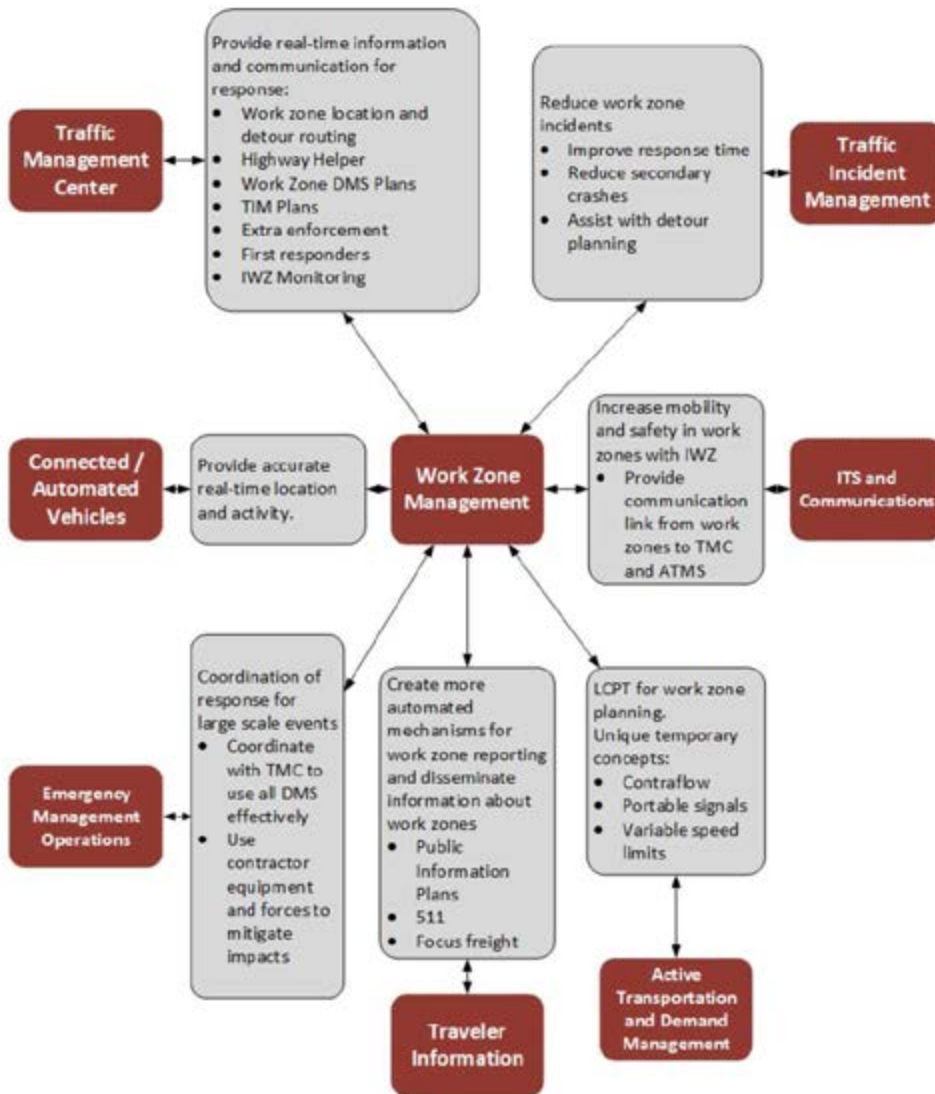 Provide real-time information
and communication for
response:
• Work zone location and
detour routing
• Highway Helper
• Work Zone DMS Plans
• TIM Plans
• Extra enforcement
• First responders
• IWZ Monitoring
Reduce work zone
incidents
• Improve response time
• Reduce secondary
crashes
• Assist with detour
planning
Traffic
Management
Center
Traffic
Incident
Management
Connected /
Automated
Vehicles
Provide accurate
real-time location
and activity.
Work Zone
Management
Increase mobility
and safety in work
zones with IWZ
• Provide
communication
link from work
zones to TMC
and ATMS
ITS and
Communications
Emergency
Management
Operations
Coordination of
response for
large scale events
• Coordinate
with TMC to
use all DMS
effectively
• Use
contractor
equipment
and forces to
mitigate
impacts
Create more
automated
mechanisms for
work zone reporting
and disseminate
information about
work zones
• Public
Information
Plans
• 511
• Focus freight
LCPT for work zone
planning.
Unique temporary
concepts:
• Contraflow
• Portable signals
• Variable speed
limits
Traveler
Information
Active
Transportation
and Demand
Management